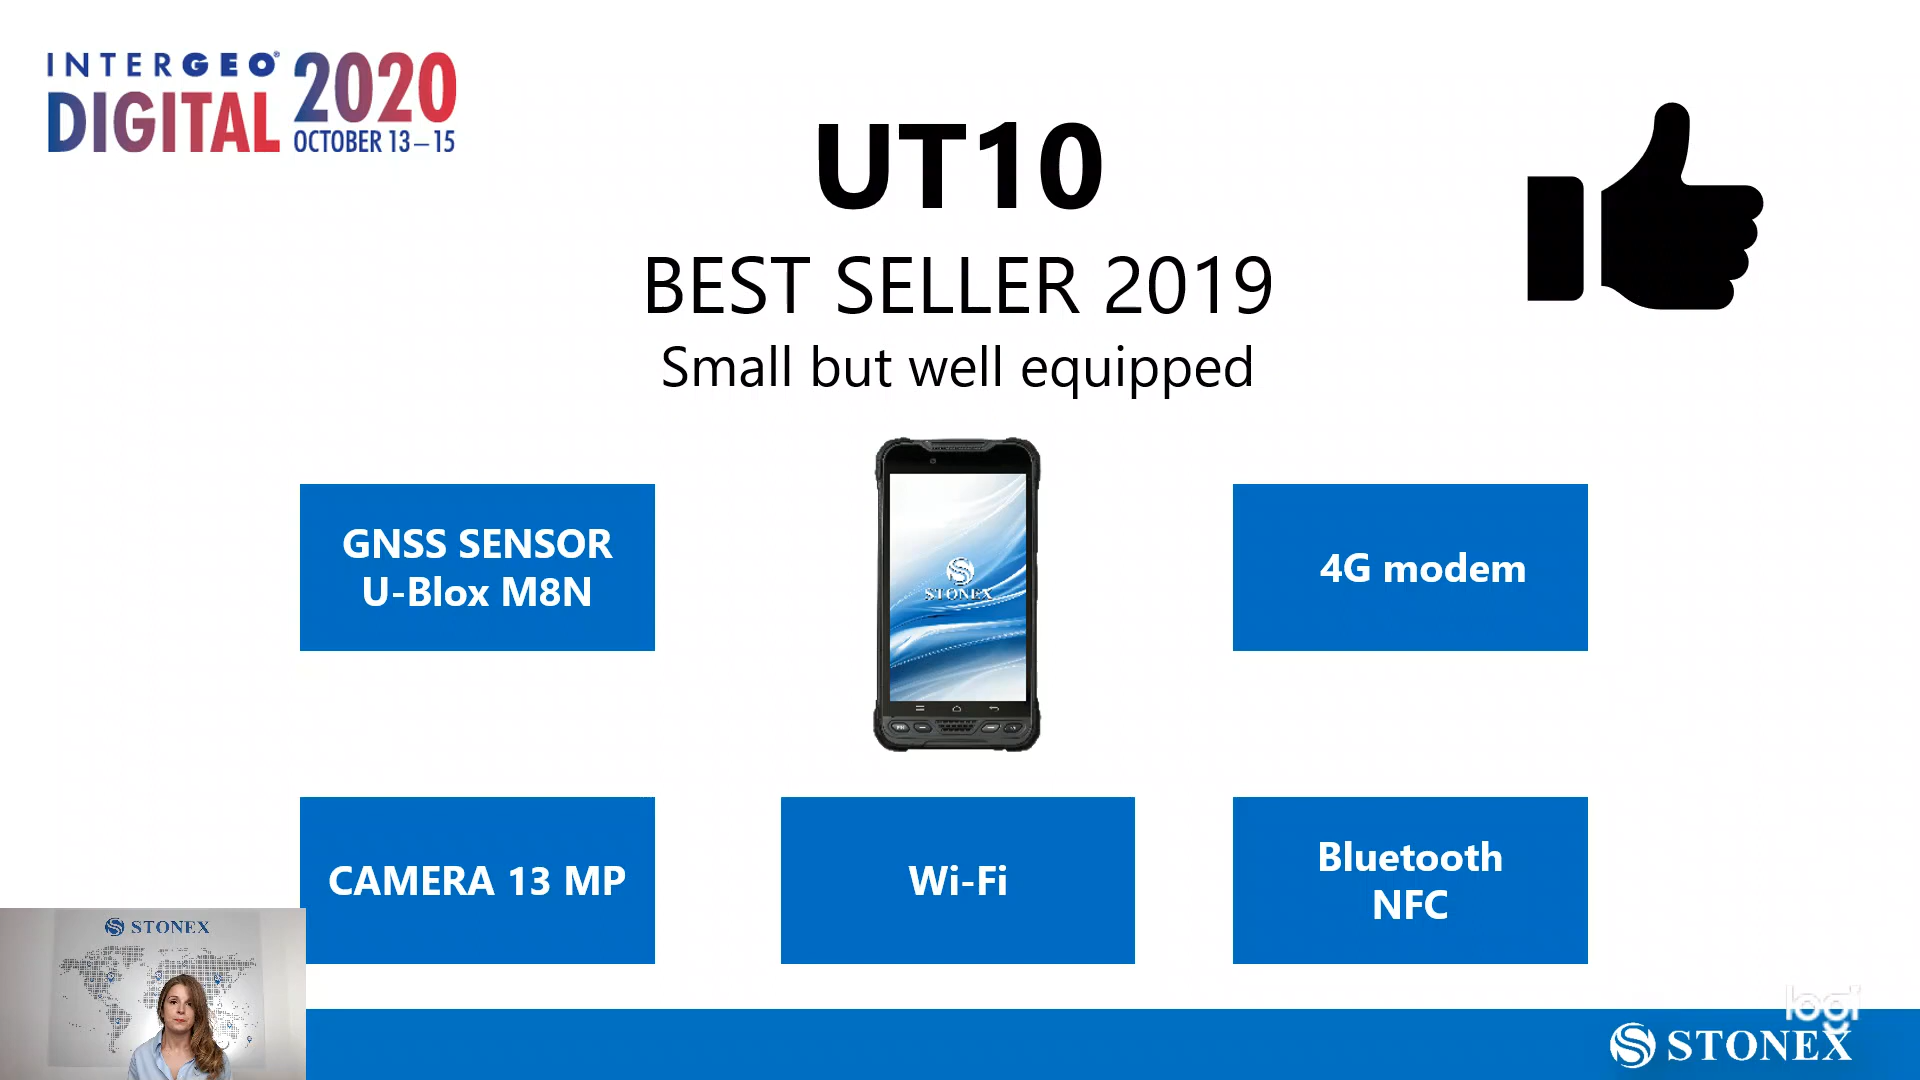 INTERGEO®
DIGITAL 2020
OCTOBER 13–15
UT10
BEST SELLER 2019
Small but well equipped
GNSS SENSOR
U-Blox M8N
STONEX
4G modem
CAMERA 13 MP
Wi-Fi
Bluetooth
NFC
STONEX
logi
STONEX